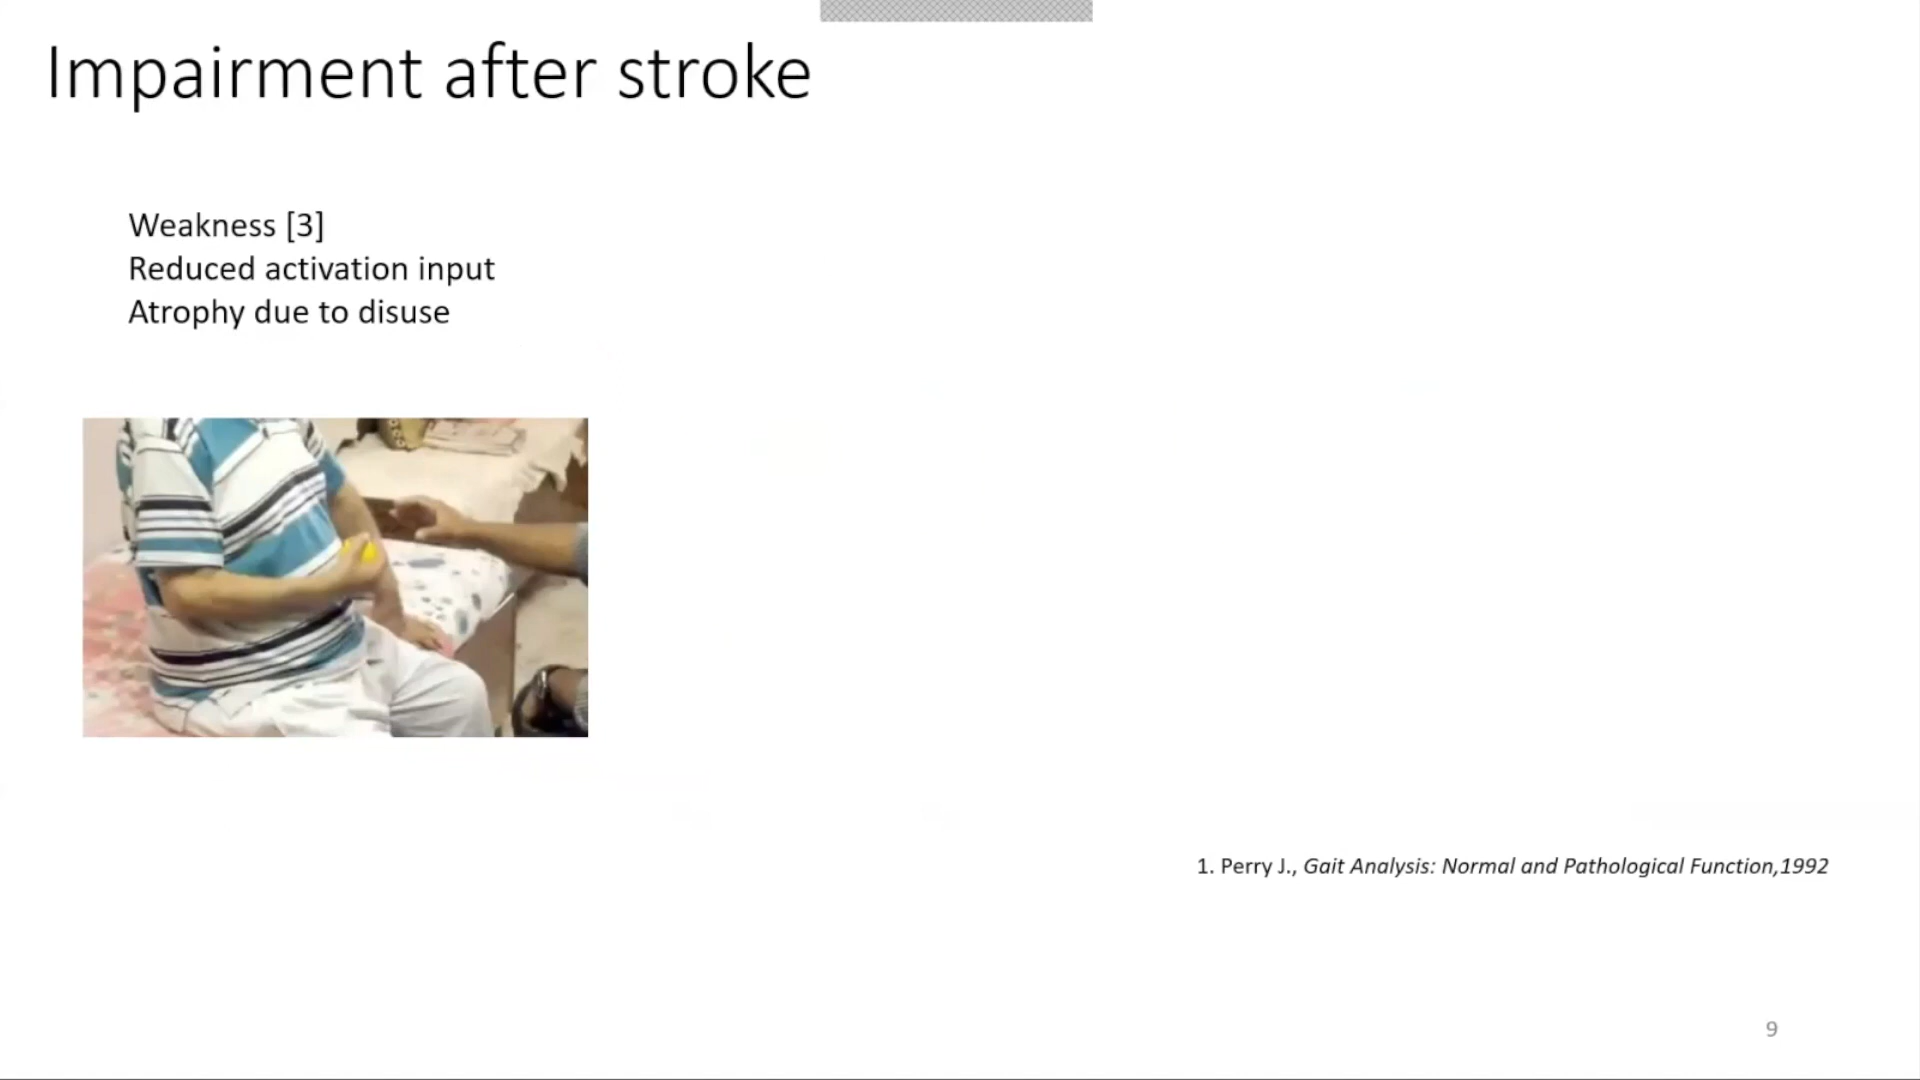 Impairment after stroke
Weakness [3]
Reduced activation input
Atrophy due to disuse
1. Perry J., Gait Analysis: Normal and Pathological Function,1992
9